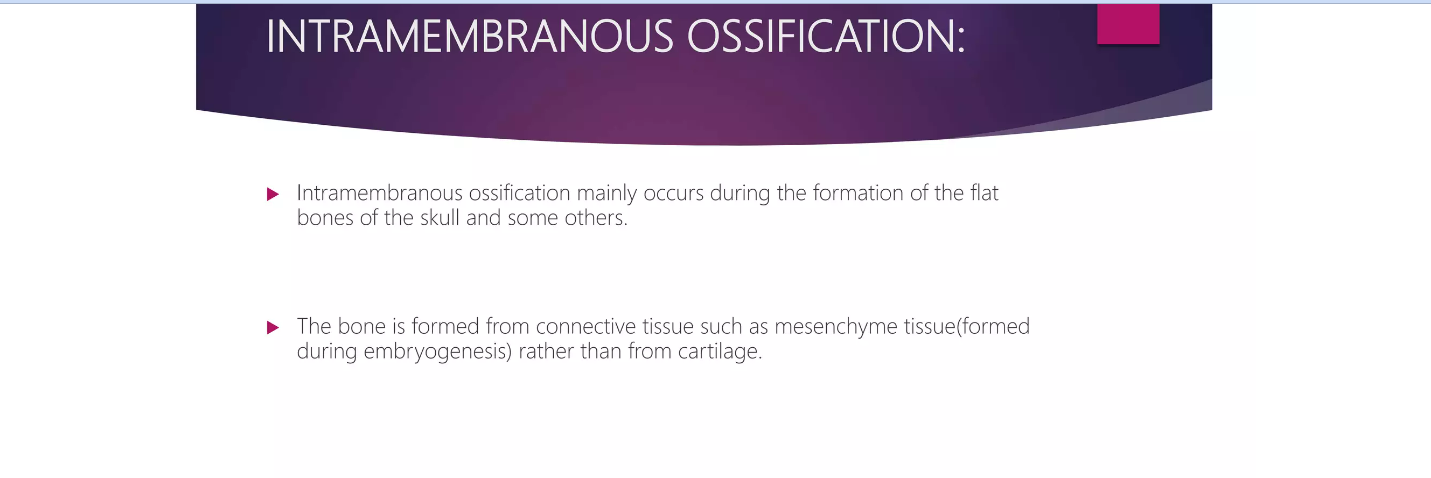 INTRAMEMBRANOUS OSSIFICATION:
Intramembranous ossification mainly occurs during the formation of the flat
bones of the skull and some others.
The bone is formed from connective tissue such as mesenchyme tissue(formed
during embryogenesis) rather than from cartilage.